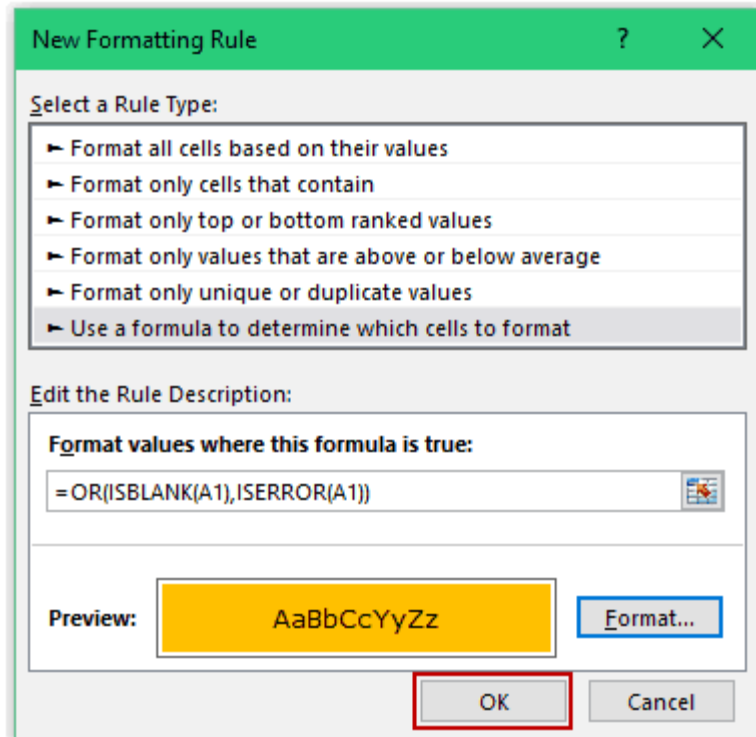 New Formatting Rule ? ×
Select a Rule Type:
► Format all cells based on their values
► Format only cells that contain
► Format only top or bottom ranked values
► Format only values that are above or below average
► Format only unique or duplicate values
► Use a formula to determine which cells to format
Edit the Rule Description:
Format values where this formula is true:
=OR(ISBLANK(A1),ISERROR(A1))
Preview: AaBbCcYyZz Format...
OK Cancel